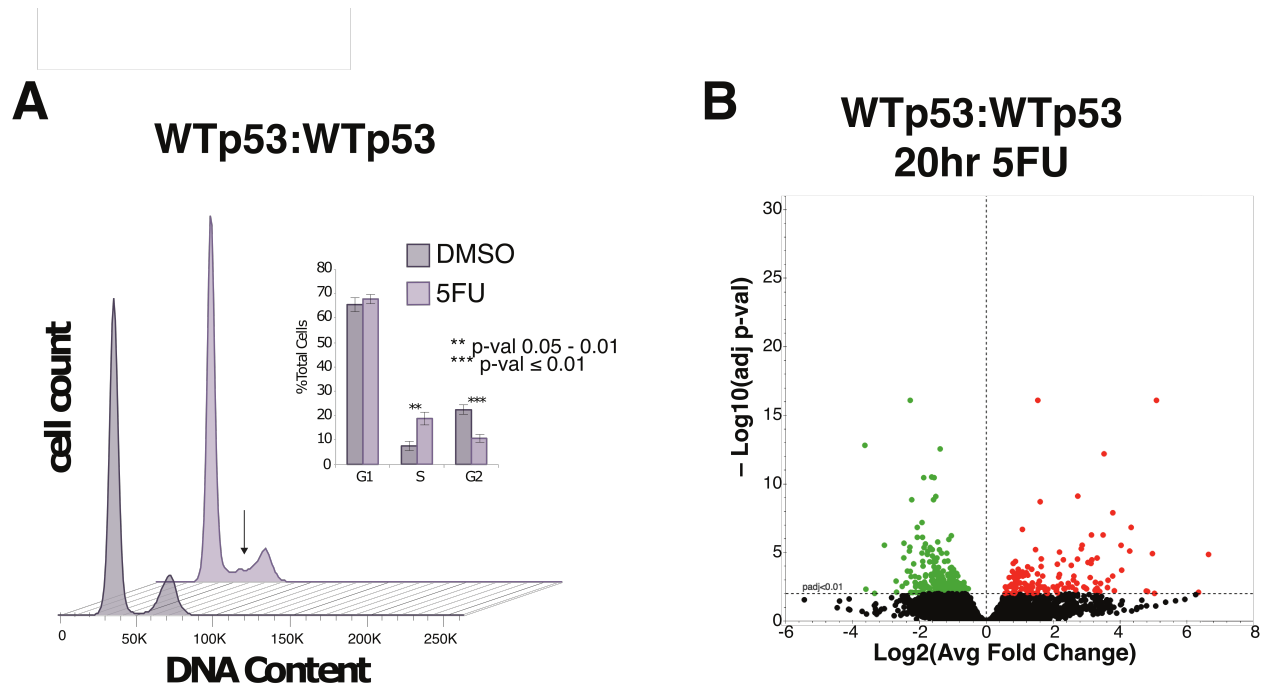 A
WTp53:WTp53
cell count
DMSO
5FU
** p-val 0.05 - 0.01
*** p-val ≤ 0.01
%Total Cells
80
70
60
50
40
30
20
10
0
**
***
G1 S G2
0 50K 100K 150K 200K 250K
DNA Content
B
WTp53:WTp53
20hr 5FU
– Log10(adj p-val)
30
25
20
15
10
5
0
padj<0.01
-6 -4 -2 0 2 4 6 8
Log2(Avg Fold Change)